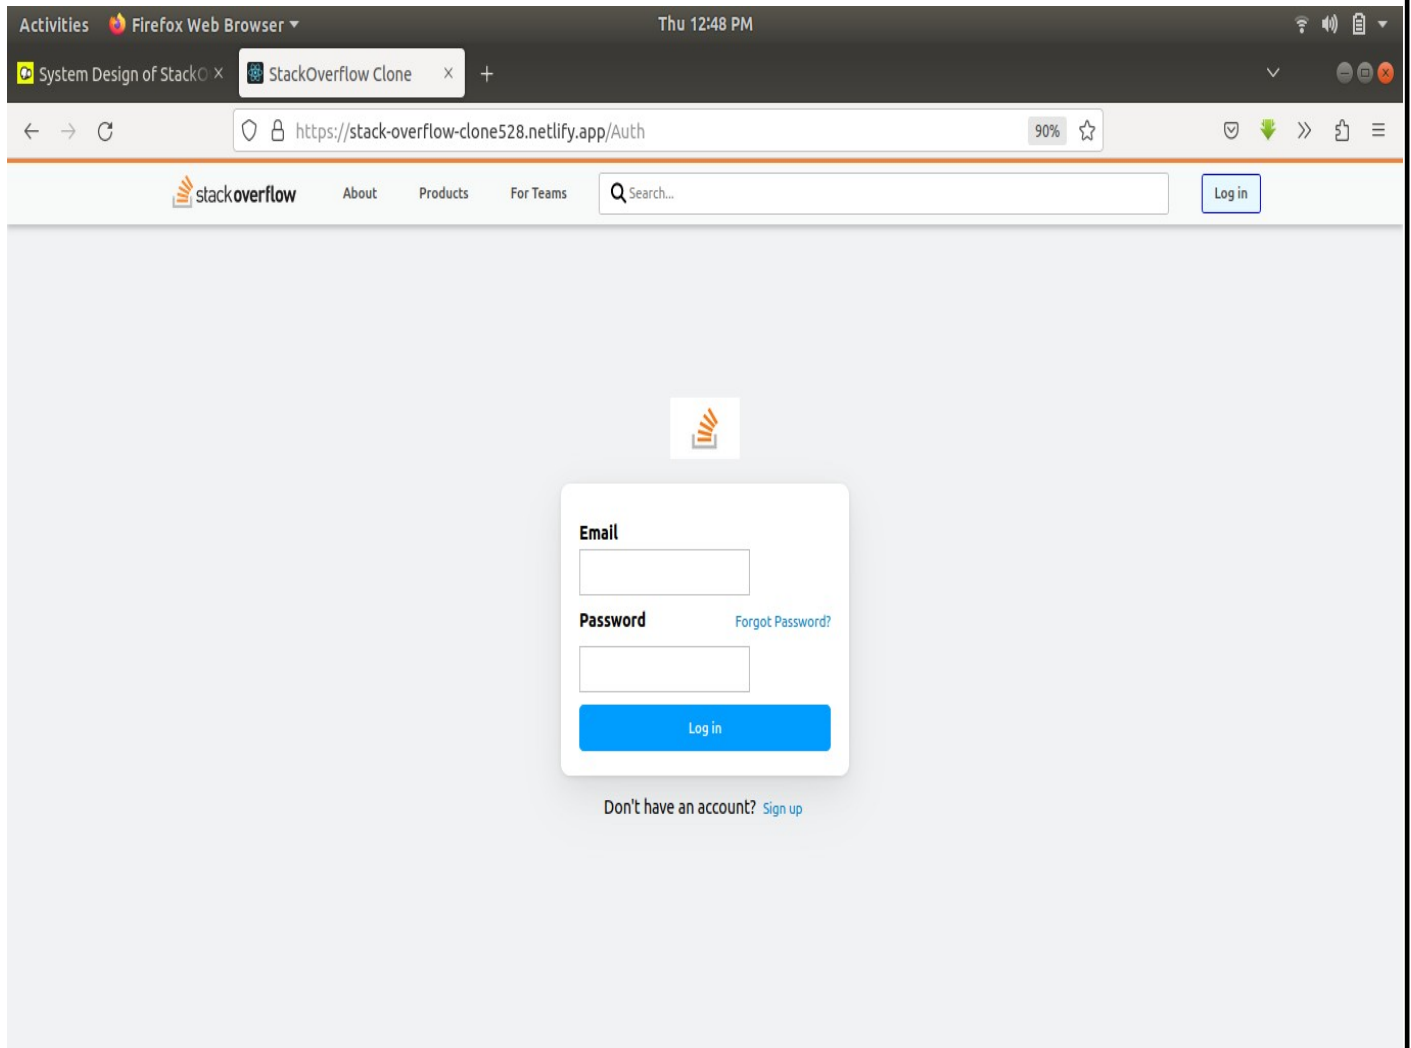 Activities Firefox Web Browser Thu 12:48 PM
System Design of StackO StackOverflow Clone
https://stack-overflow-clone528.netlify.app/Auth 90%
stackoverflow About Products For Teams Search... Log in
Email
Password Forgot Password?
Log in
Don't have an account? Sign up